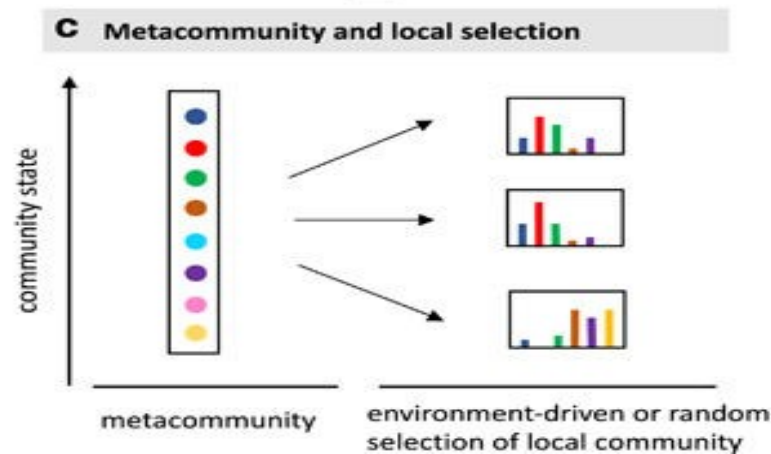 C Metacommunity and local selection
community state
metacommunity
environment-driven or random
selection of local community